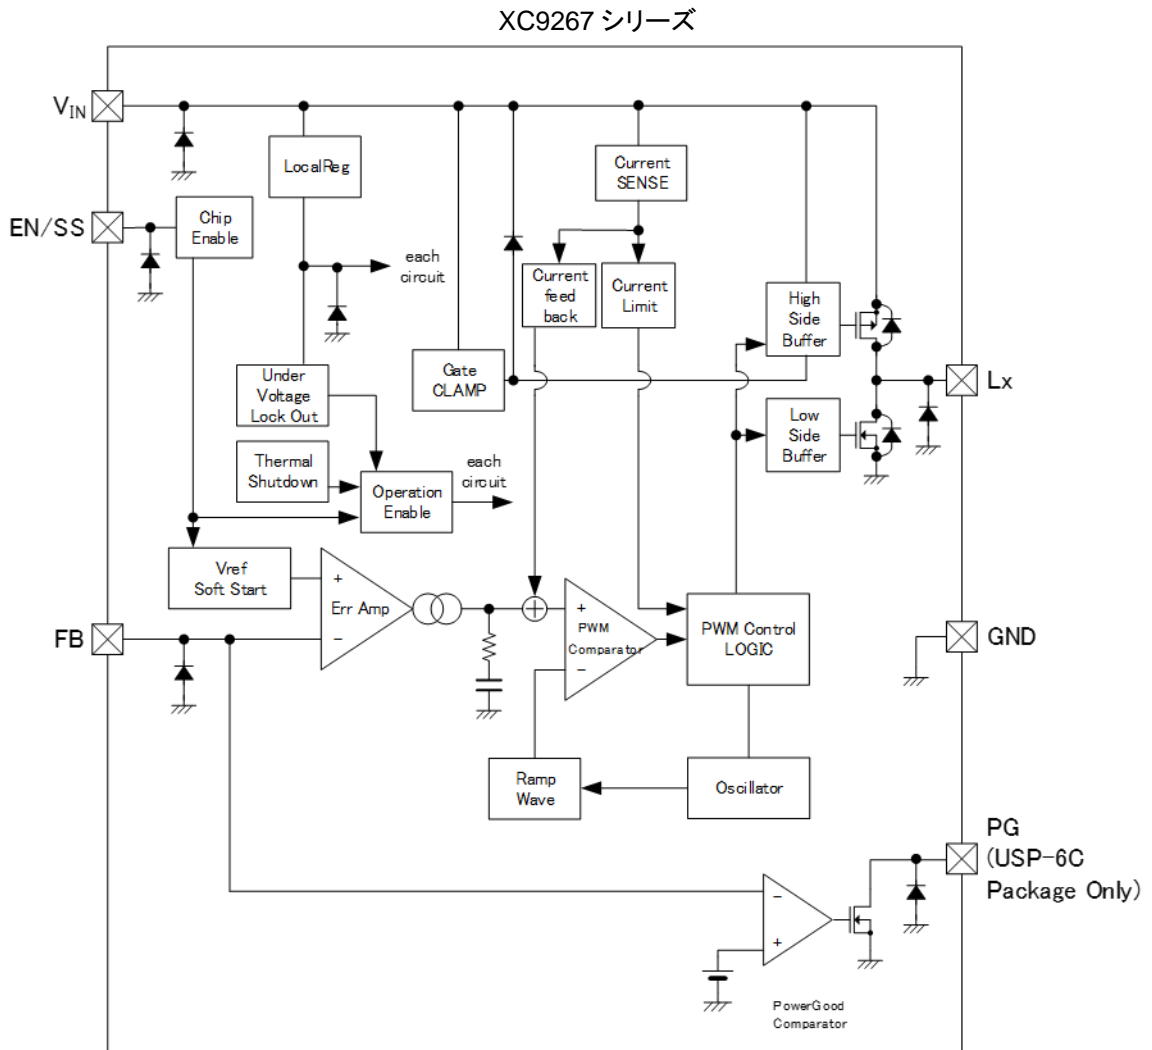 XC9267 シリーズ
VIN
LocalReg
Current
SENSE
EN/SS
Chip
Enable
each
circuit
Current
feed
back
Current
Limit
High
Side
Buffer
Gate
CLAMP
Under
Voltage
Lock Out
Lx
Low
Side
Buffer
Thermal
Shutdown
each
circuit
Operation
Enable
Vref
Soft Start
+
Err Amp
−
+
PWM
Comparator
−
PWM Control
LOGIC
FB
GND
Ramp
Wave
Oscillator
PG
(USP-6C
Package Only)
−
+
PowerGood
Comparator